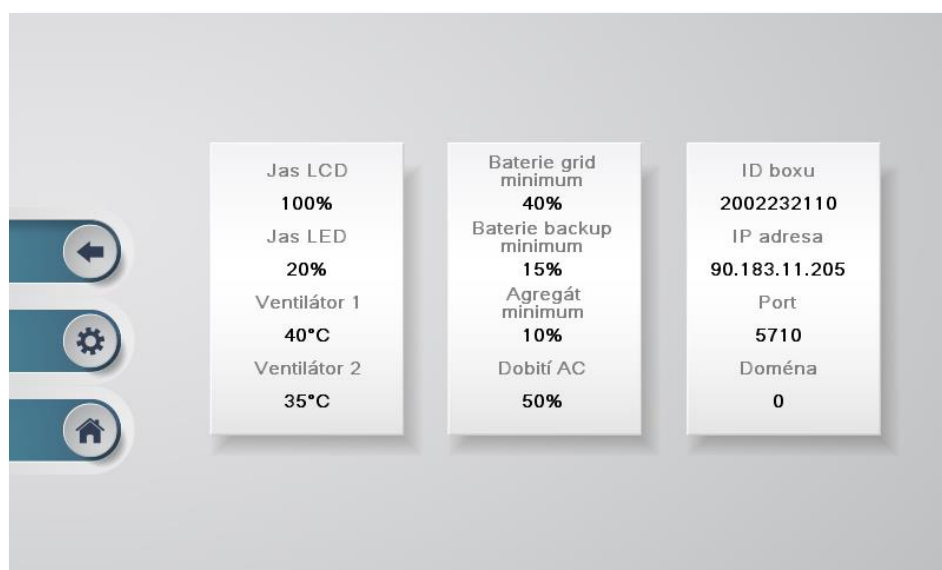 Jas LCD
100%
Jas LED
20%
Ventilátor 1
40°C
Ventilátor 2
35°C
Baterie grid
minimum
40%
Baterie backup
minimum
15%
Agregát
minimum
10%
Dobití AC
50%
ID boxu
2002232110
IP adresa
90.183.11.205
Port
5710
Doména
0